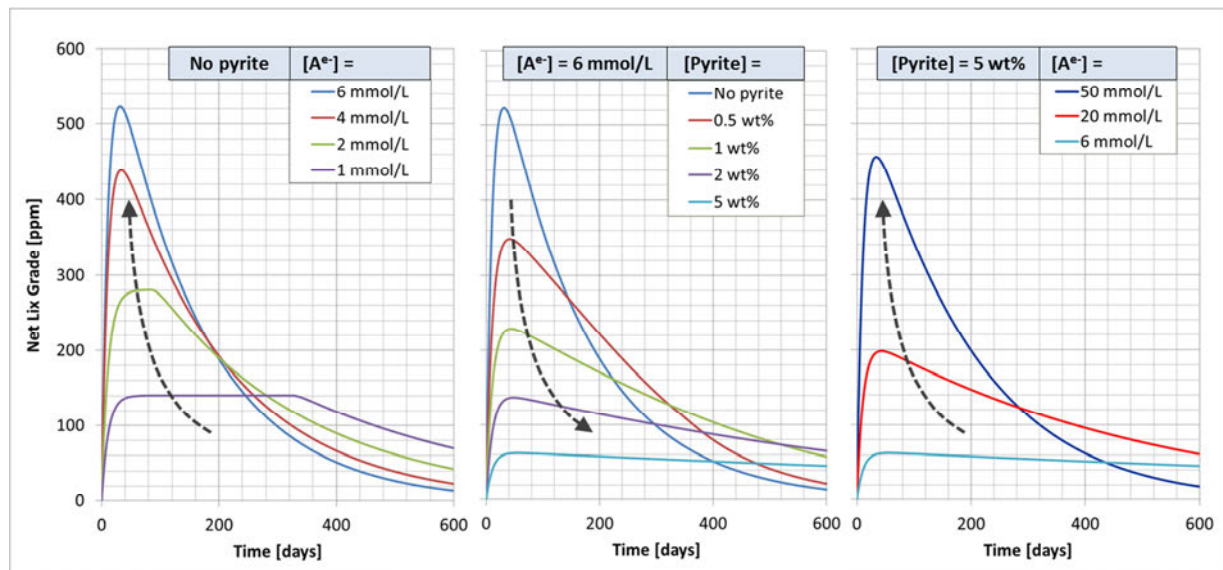 No pyrite [Aᵉ⁻] =
6 mmol/L
4 mmol/L
2 mmol/L
1 mmol/L
Net Lix Grade [ppm]
600
500
400
300
200
100
0
0 200 400 600
Time [days]
[Aᵉ⁻] = 6 mmol/L [Pyrite] =
No pyrite
0.5 wt%
1 wt%
2 wt%
5 wt%
0 200 400 600
Time [days]
[Pyrite] = 5 wt% [Aᵉ⁻] =
50 mmol/L
20 mmol/L
6 mmol/L
0 200 400 600
Time [days]